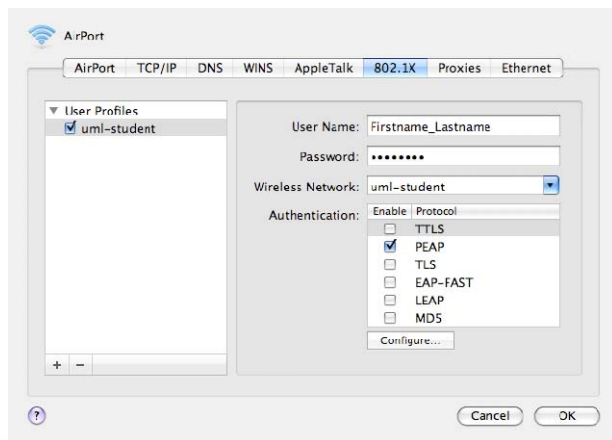 AirPort
AirPort TCP/IP DNS WINS AppleTalk 802.1X Proxies Ethernet
User Profiles
uml-student
User Name: Firstname_Lastname
Password: ••••••••
Wireless Network: uml-student
Authentication: Enable Protocol
TTLS
PEAP
TLS
EAP-FAST
LEAP
MD5
Configure...
+ −
? Cancel OK